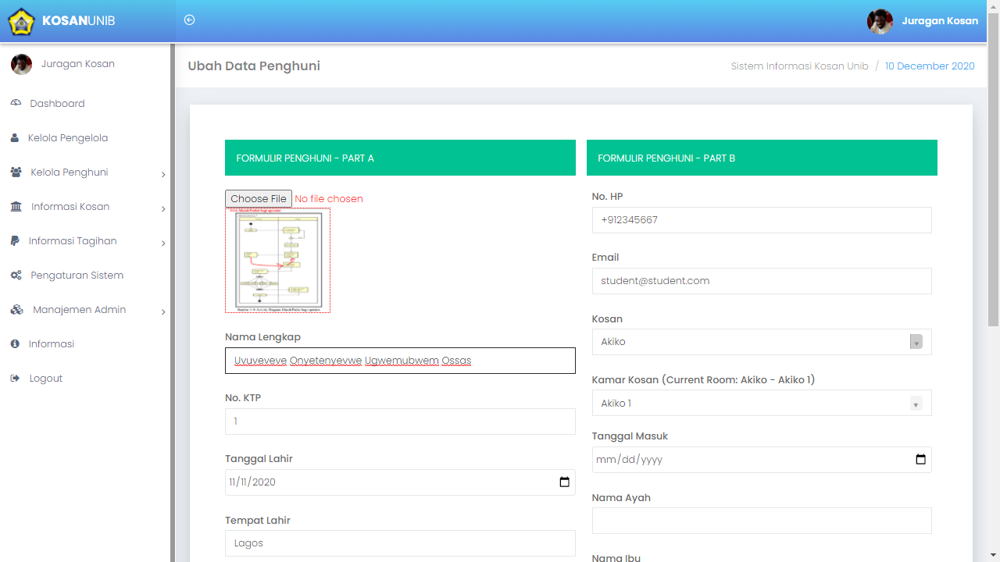 KOSANUNIB
Juragan Kosan
Juragan Kosan
Dashboard
Kelola Pengelola
Kelola Penghuni
Informasi Kosan
Informasi Tagihan
Pengaturan Sistem
Manajemen Admin
Informasi
Logout
Ubah Data Penghuni
Sistem Informasi Kosan Unib / 10 December 2020
FORMULIR PENGHUNI - PART A
Choose File No file chosen
Nama Lengkap
Uvuveveve Onyetenyevwe Ugwemubwem Ossas
No. KTP
1
Tanggal Lahir
11/11/2020
Tempat Lahir
Lagos
FORMULIR PENGHUNI - PART B
No. HP
+912345667
Email
student@student.com
Kosan
Akiko
Kamar Kosan (Current Room: Akiko - Akiko 1)
Akiko 1
Tanggal Masuk
mm/dd/yyyy
Nama Ayah
Nama Ibu